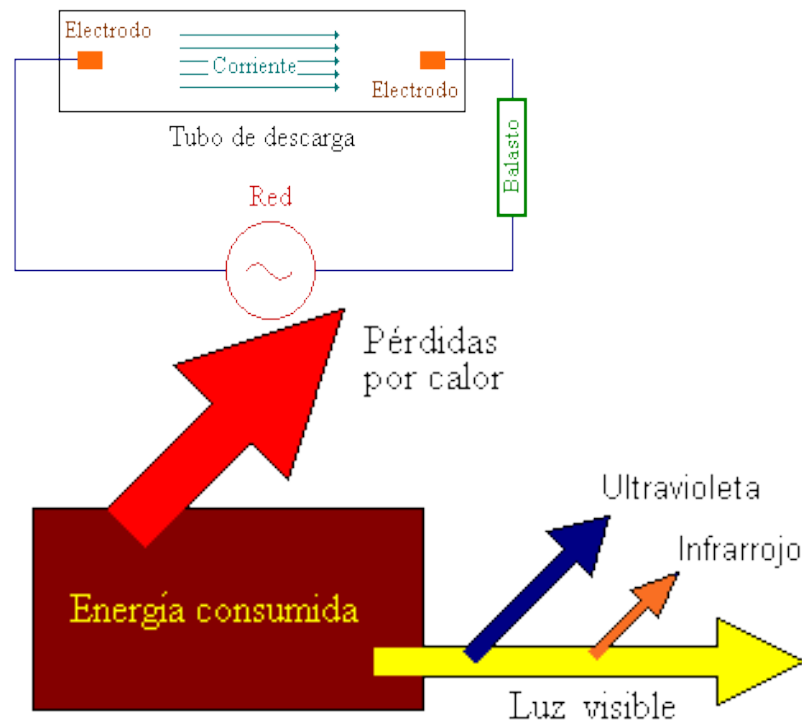 Electrodo
Corriente
Electrodo
Tubo de descarga
Balasto
Red
Pérdidas
por calor
Ultravioleta
Infrarrojo
Energía consumida
Luz visible